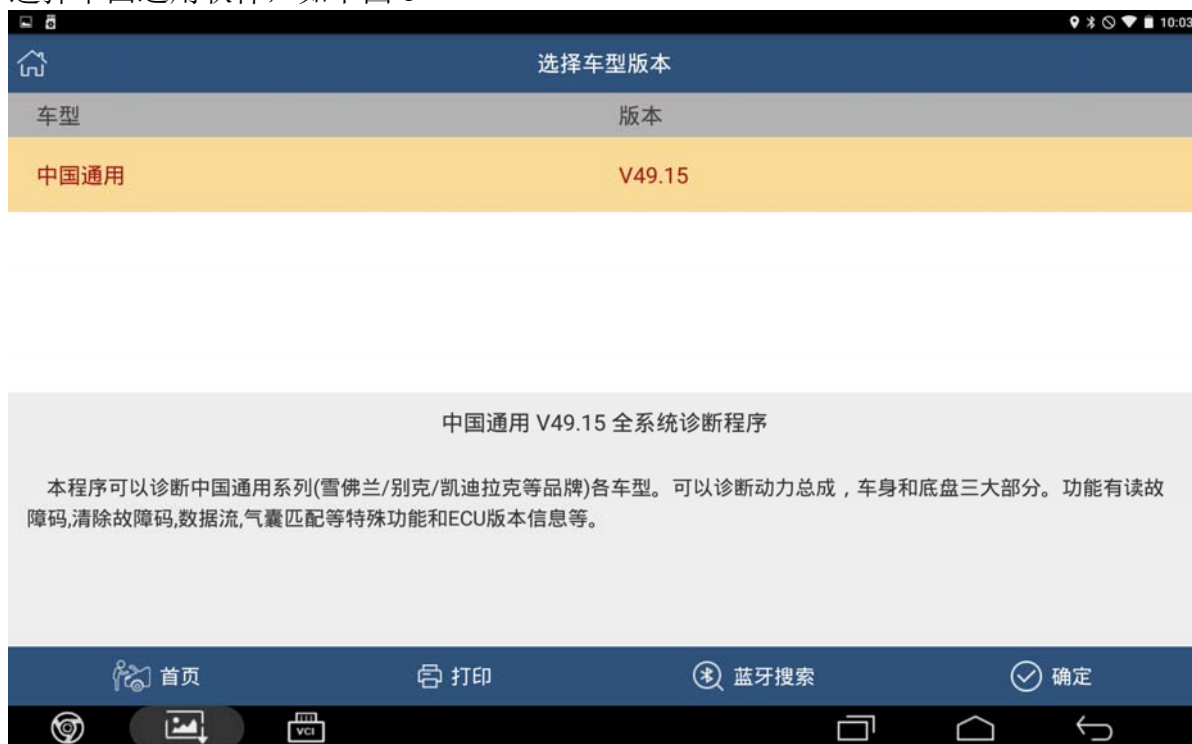 10:03
选择车型版本
车型 版本
中国通用 V49.15
中国通用 V49.15 全系统诊断程序
本程序可以诊断中国通用系列(雪佛兰/别克/凯迪拉克等品牌)各车型。可以诊断动力总成，车身和底盘三大部分。功能有读故
障码,清除故障码,数据流,气囊匹配等特殊功能和ECU版本信息等。
首页 打印 蓝牙搜索 确定
VCI